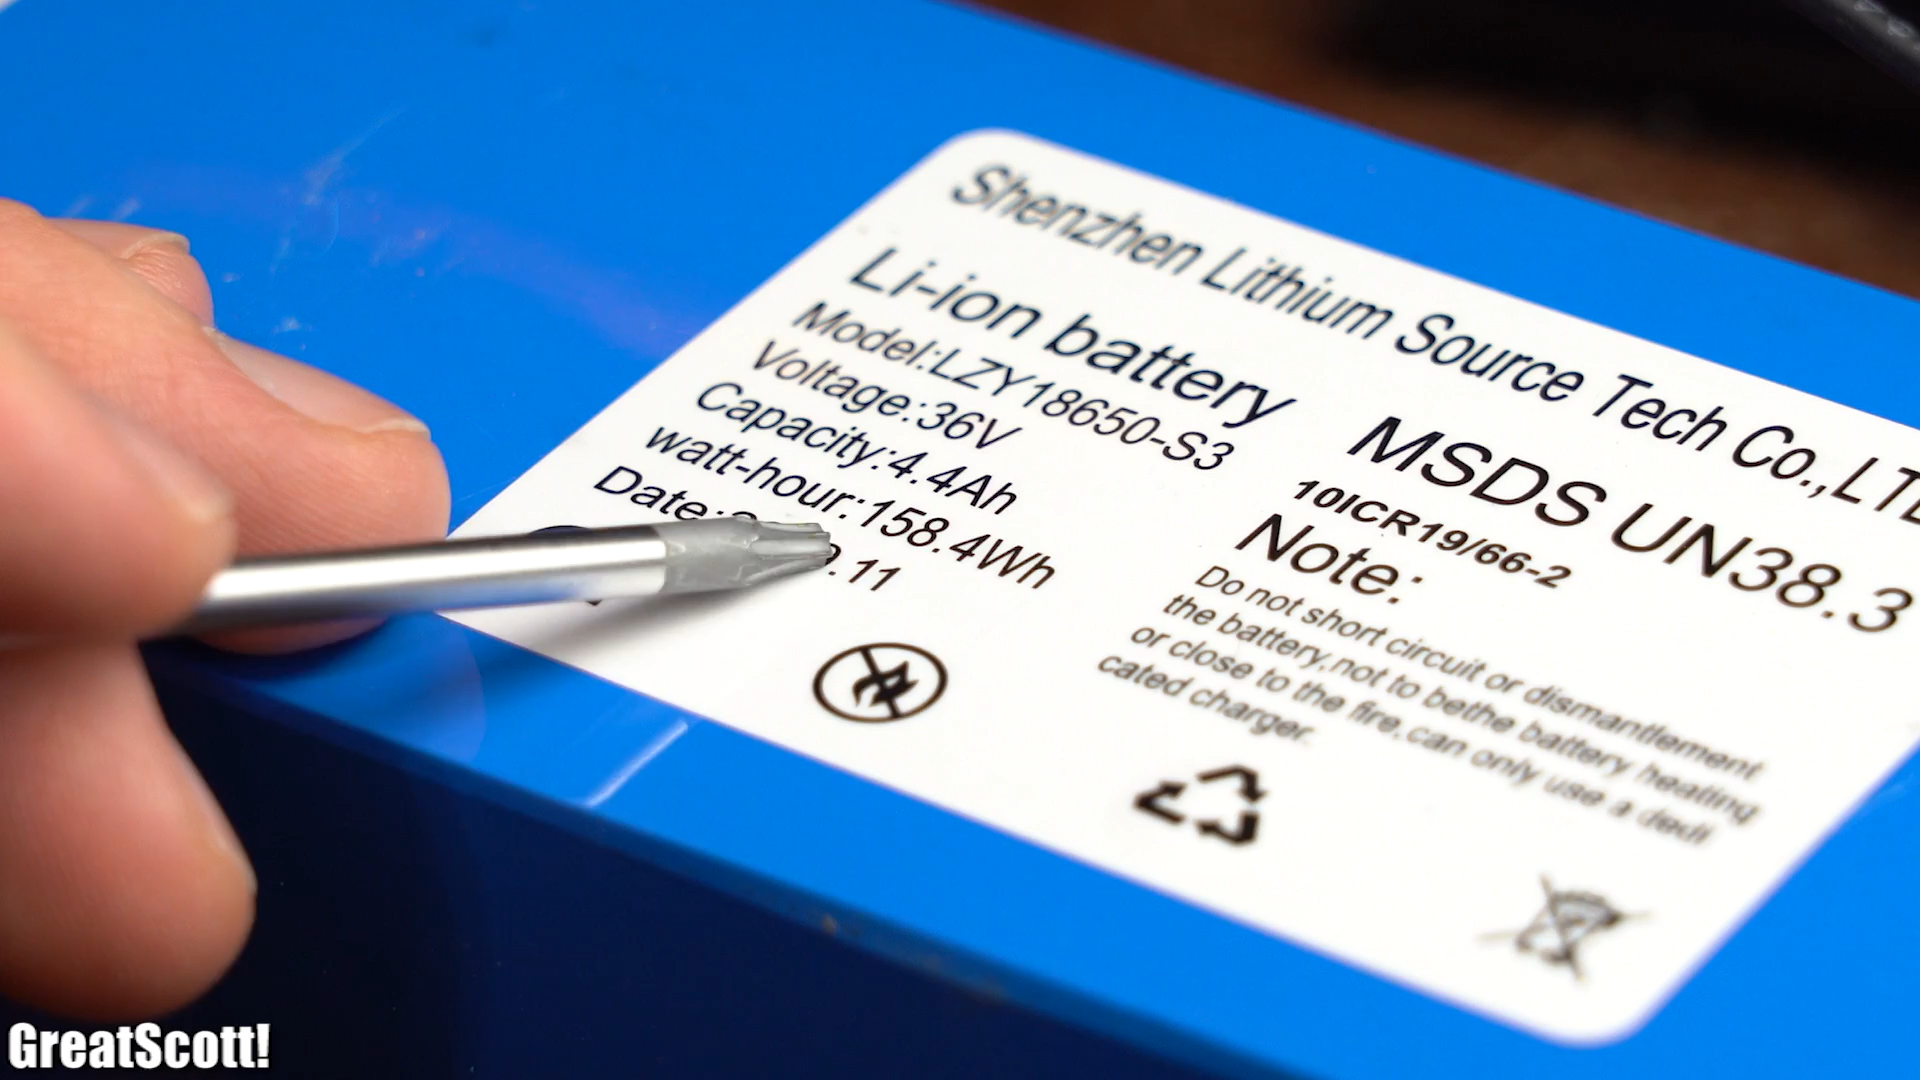 Shenzhen Lithium Source Tech Co.,LT
Li-ion battery
MSDS UN38.3
Model:LZY18650-S3
Voltage:36V
Capacity:4.4Ah
watt-hour:158.4Wh
Date: .11
10ICR19/66-2
Note:
Do not short circuit or dismantlement
the battery,not to bethe battery heating
or close to the fire,can only use a dedi
cated charger.
GreatScott!